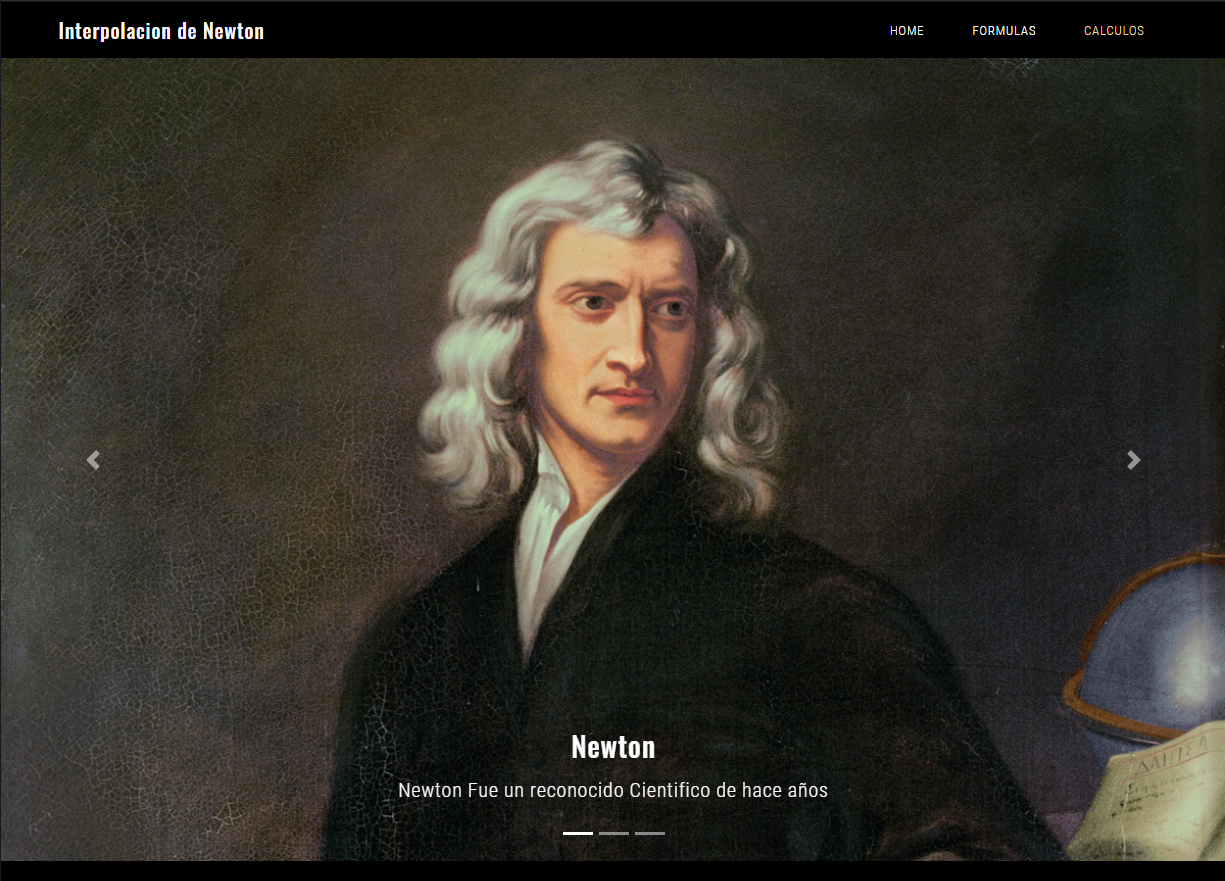 Interpolacion de Newton
HOME FORMULAS CALCULOS
Newton
Newton Fue un reconocido Cientifico de hace años